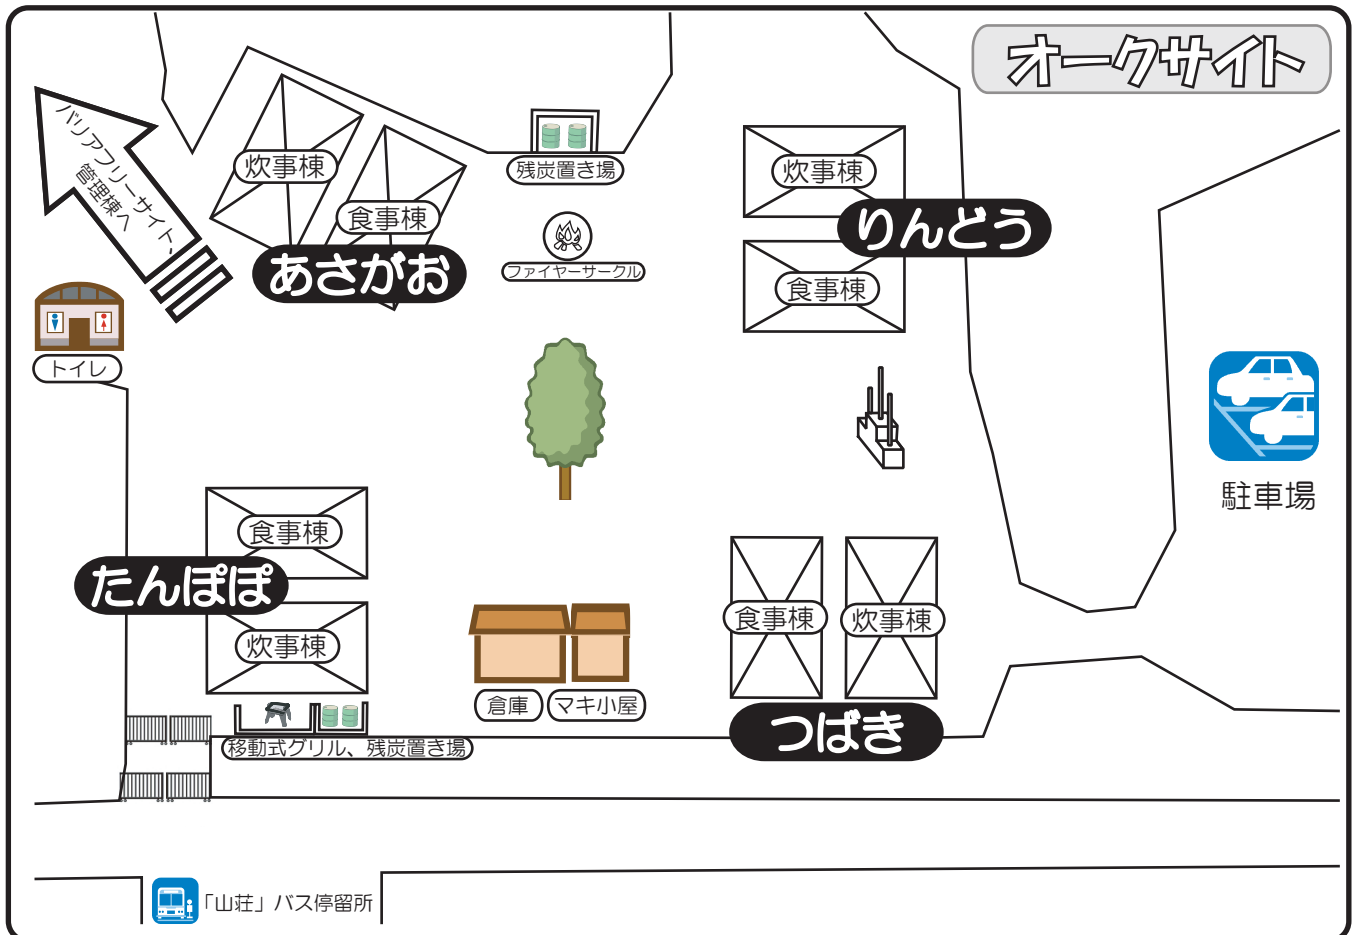 オークサイト
バリアフリーサイト、
管理棟へ
炊事棟
食事棟
あさがお
残炭置き場
ファイヤーサークル
炊事棟
りんどう
食事棟
トイレ
駐車場
食事棟
たんぽぽ
炊事棟
移動式グリル、残炭置き場
倉庫
マキ小屋
食事棟
炊事棟
つばき
「山荘」バス停留所